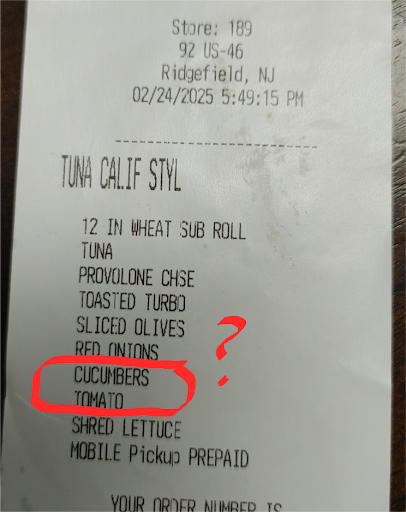 Store: 189
92 US-46
Ridgefield, NJ
02/24/2025 5:49:15 PM
TUNA CALIF STYL
12 IN WHEAT SUB ROLL
TUNA
PROVOLONE CHSE
TOASTED TURBO
SLICED OLIVES
RED ONIONS
?
CUCUMBERS
TOMATO
SHRED LETTUCE
MOBILE Pickup PREPAID
YOUR ORDER NUMBER IS